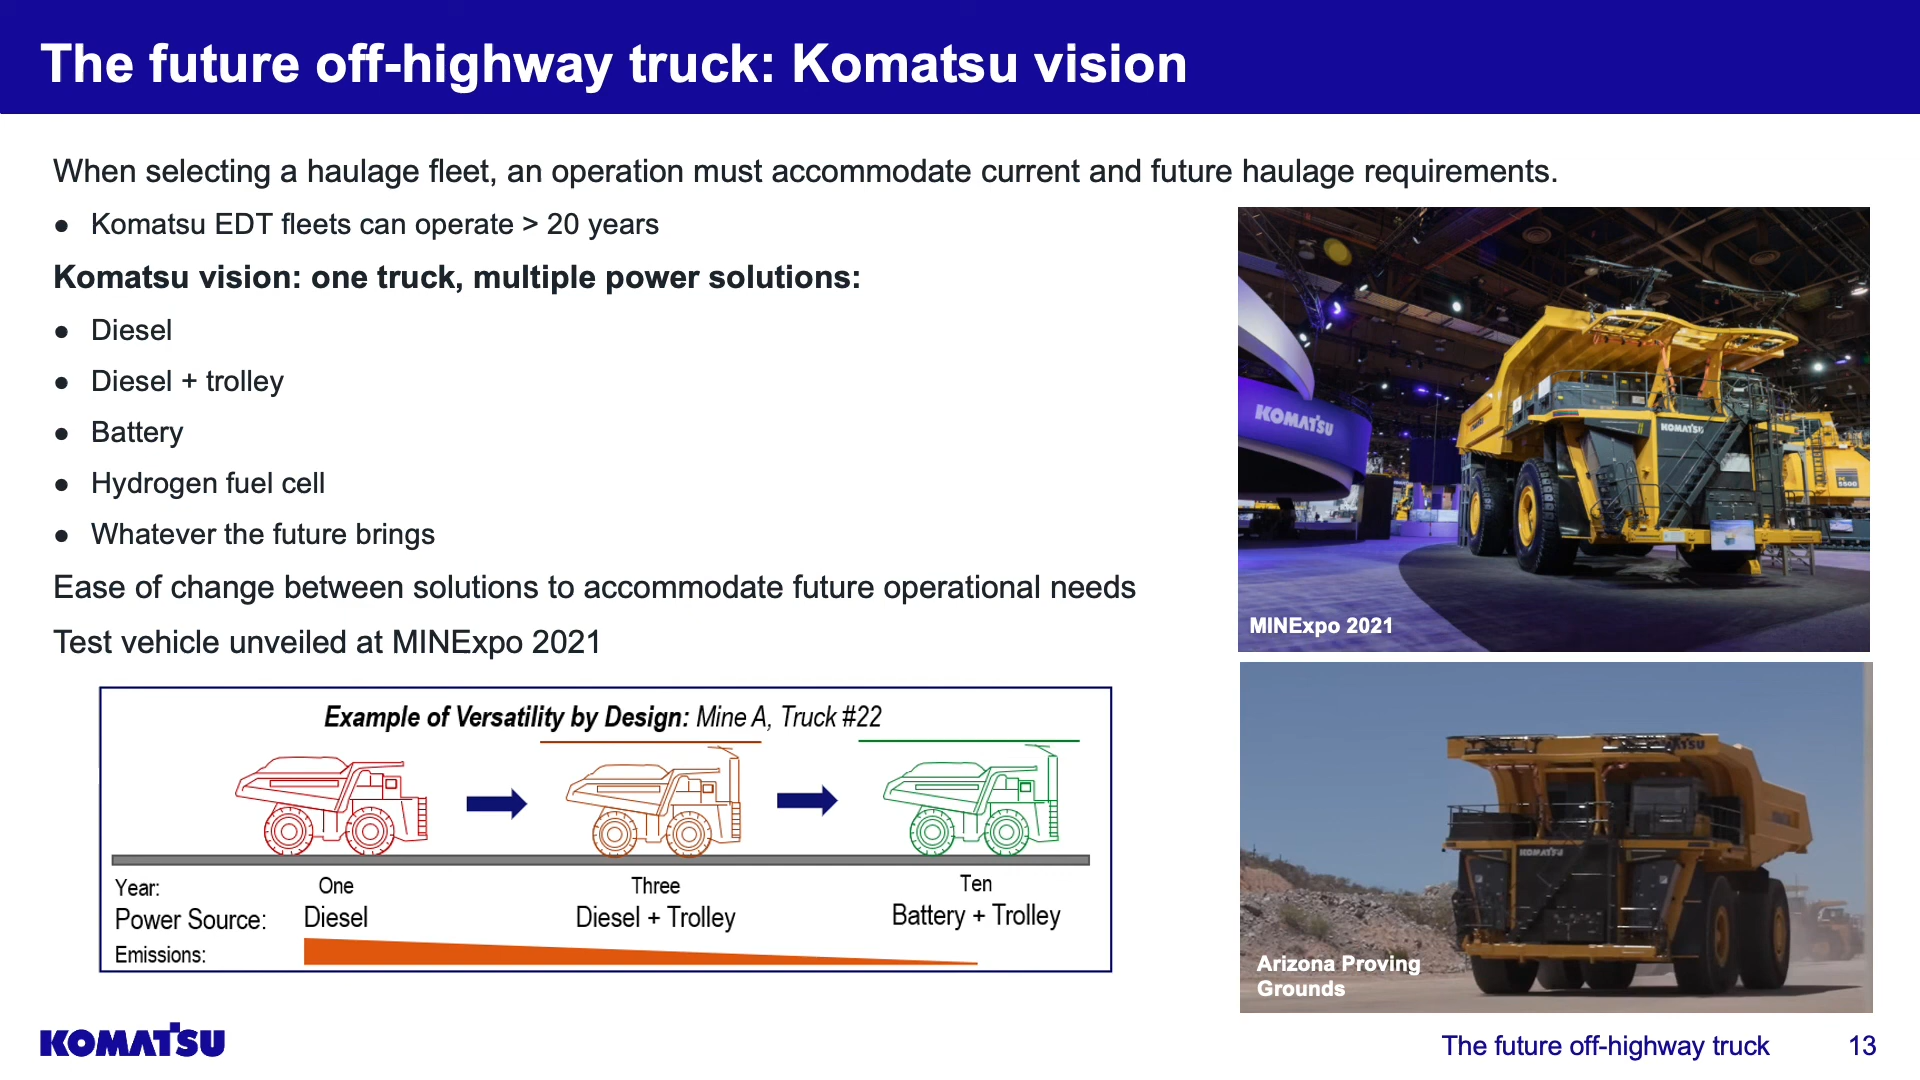 The future off-highway truck: Komatsu vision
When selecting a haulage fleet, an operation must accommodate current and future haulage requirements.
● Komatsu EDT fleets can operate > 20 years
Komatsu vision: one truck, multiple power solutions:
● Diesel
● Diesel + trolley
● Battery
● Hydrogen fuel cell
● Whatever the future brings
Ease of change between solutions to accommodate future operational needs
Test vehicle unveiled at MINExpo 2021
Example of Versatility by Design: Mine A, Truck #22
Year: One Three Ten
Power Source: Diesel Diesel + Trolley Battery + Trolley
Emissions:
KOMATSU
KOMATSU
5500
MINExpo 2021
KOMATSU
Arizona Proving
Grounds
KOMATSU
The future off-highway truck 13